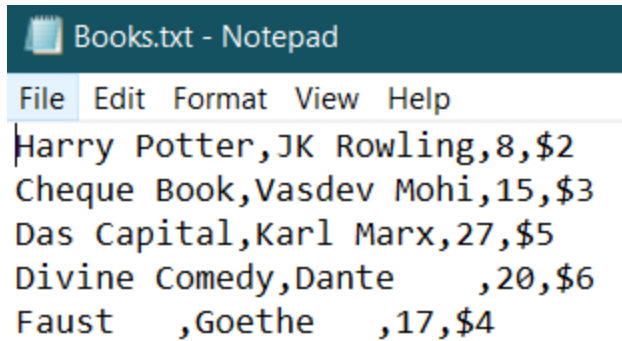 Books.txt - Notepad
File Edit Format View Help
Harry Potter,JK Rowling,8,$2
Cheque Book,Vasdev Mohi,15,$3
Das Capital,Karl Marx,27,$5
Divine Comedy,Dante    ,20,$6
Faust   ,Goethe   ,17,$4